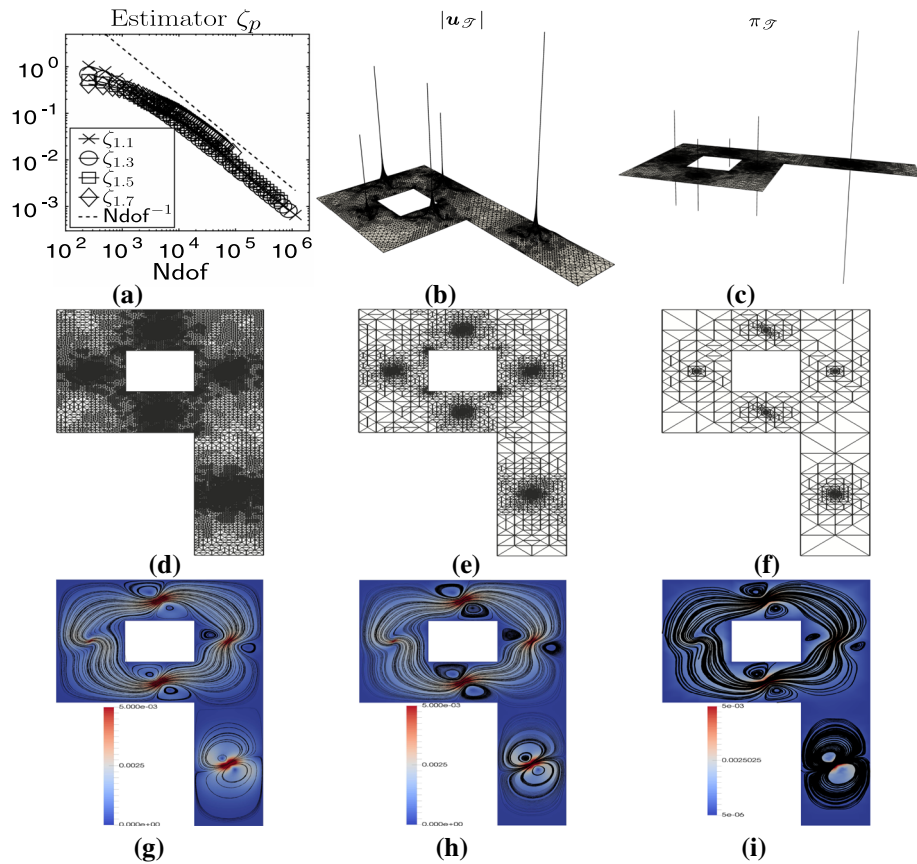 Estimator ζ_p
|𝒖_𝒯|
π_𝒯
10^0
10^-1
10^-2
10^-3
ζ_1.1
ζ_1.3
ζ_1.5
ζ_1.7
Ndof^-1
10^2 10^3 10^4 10^5 10^6
Ndof
(a)
(b)
(c)
(d)
(e)
(f)
5.000e-03
0.0025
0.000e+00
5.000e-03
0.0025
0.000e+00
5e-03
0.0025025
5e-06
(g)
(h)
(i)